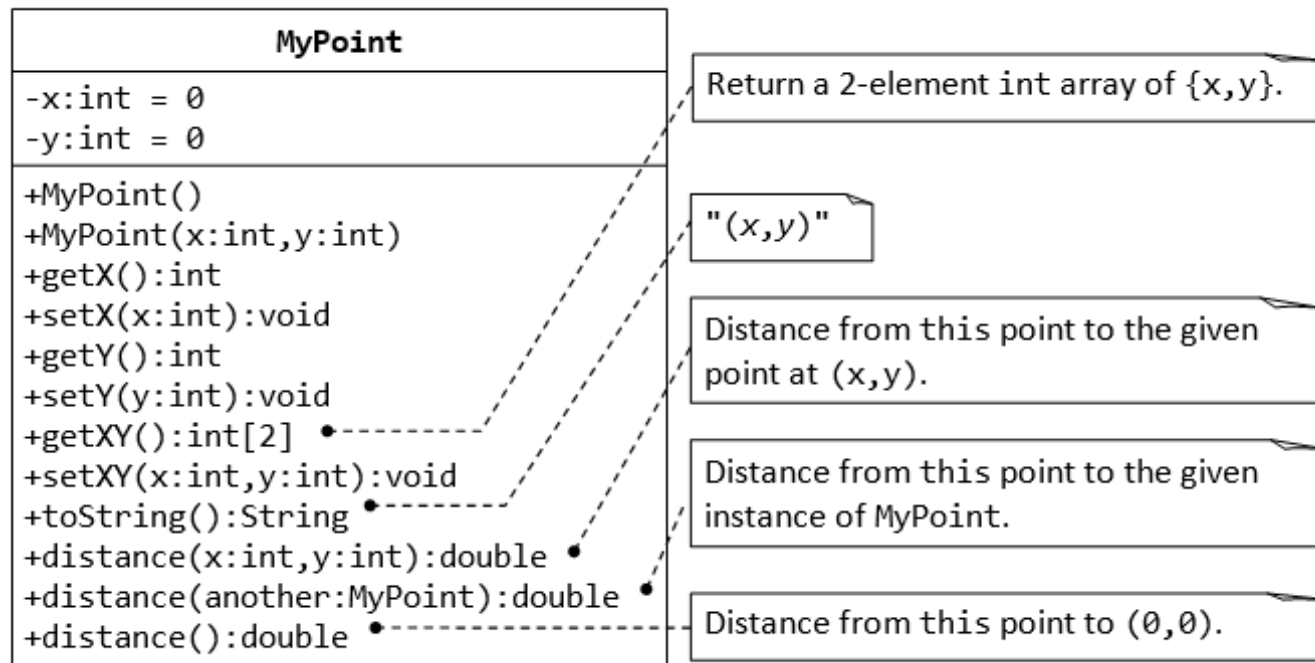 MyPoint
-x:int = 0
-y:int = 0
+MyPoint()
+MyPoint(x:int,y:int)
+getX():int
+setX(x:int):void
+getY():int
+setY(y:int):void
+getXY():int[2]
+setXY(x:int,y:int):void
+toString():String
+distance(x:int,y:int):double
+distance(another:MyPoint):double
+distance():double
Return a 2-element int array of {x,y}.
"(x,y)"
Distance from this point to the given
point at (x,y).
Distance from this point to the given
instance of MyPoint.
Distance from this point to (0,0).